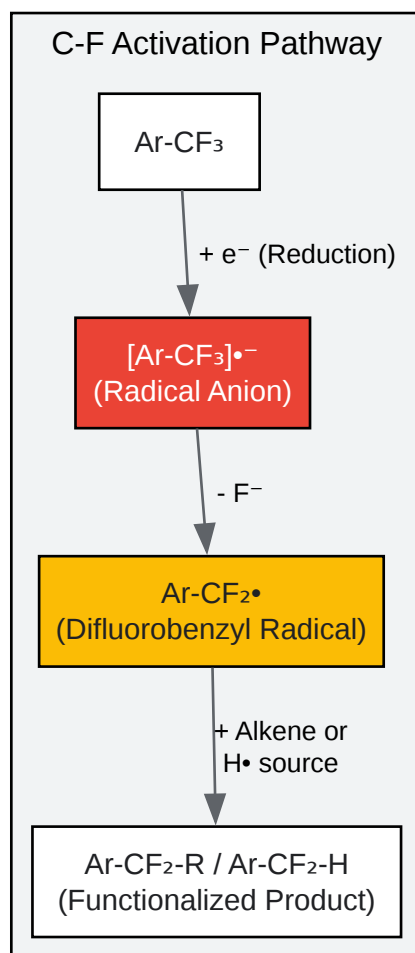 C-F Activation Pathway
Ar-CF₃
+ e⁻ (Reduction)
[Ar-CF₃]•⁻
(Radical Anion)
- F⁻
Ar-CF₂•
(Difluorobenzyl Radical)
+ Alkene or
H• source
Ar-CF₂-R / Ar-CF₂-H
(Functionalized Product)